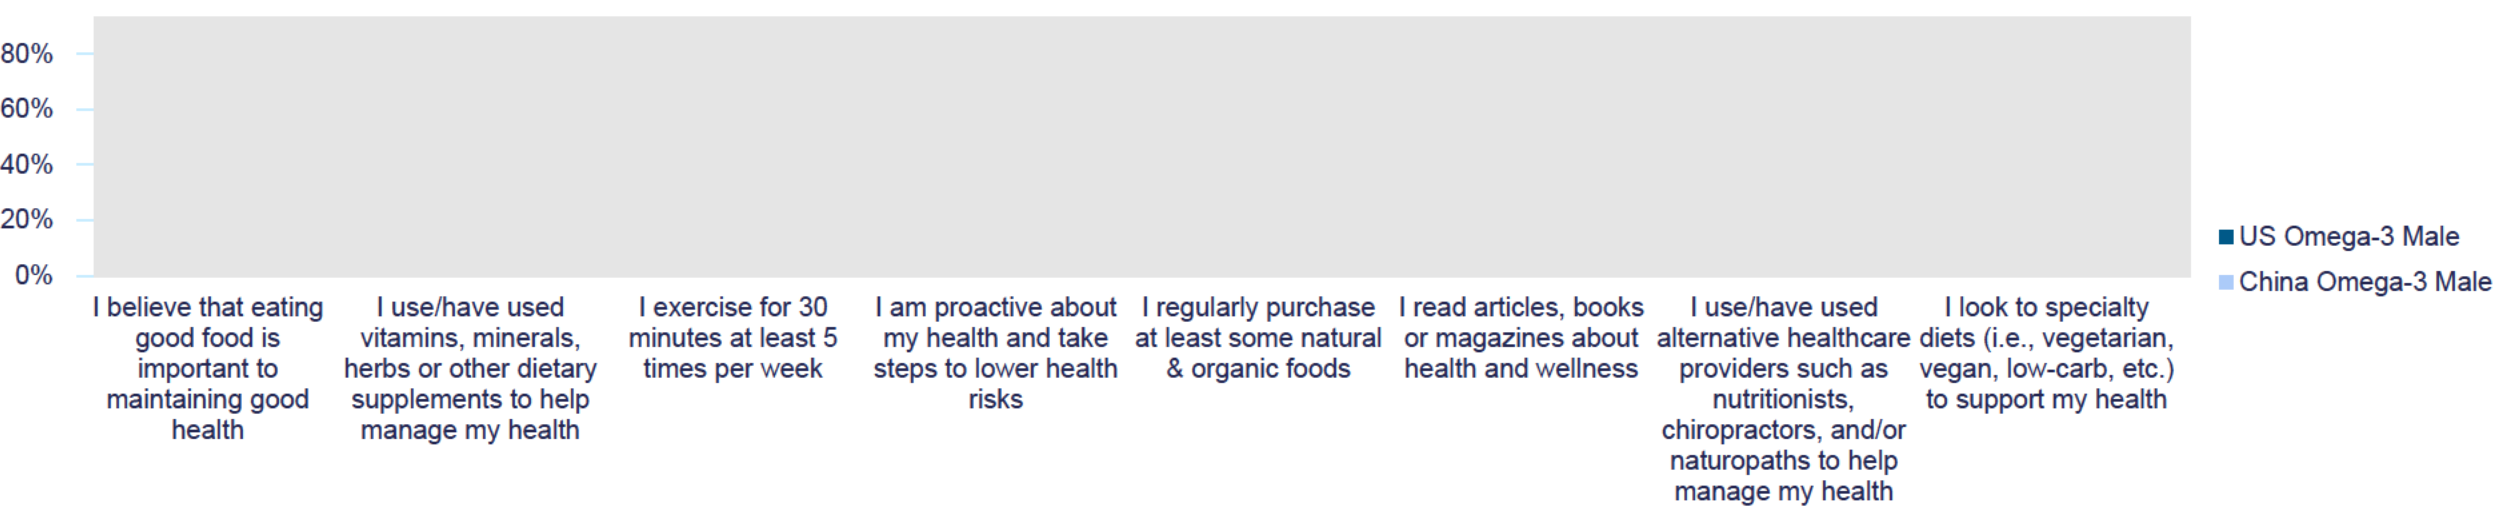 80%
60%
40%
20%
0%
US Omega-3 Male
China Omega-3 Male
I believe that eating
good food is
important to
maintaining good
health
I use/have used
vitamins, minerals,
herbs or other dietary
supplements to help
manage my health
I exercise for 30
minutes at least 5
times per week
I am proactive about
my health and take
steps to lower health
risks
I regularly purchase
at least some natural
& organic foods
I read articles, books
or magazines about
health and wellness
I use/have used
alternative healthcare
providers such as
nutritionists,
chiropractors, and/or
naturopaths to help
manage my health
I look to specialty
diets (i.e., vegetarian,
vegan, low-carb, etc.)
to support my health